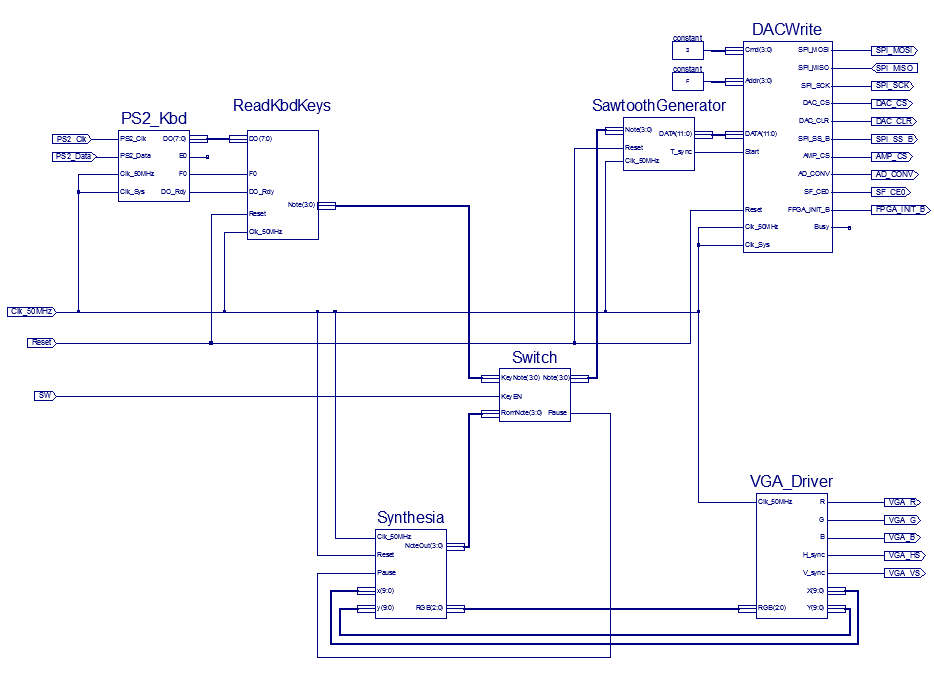 DACWrite
constant
3
Cmd(3:0)
SPI_MOSI
SPI_MOSI
SPI_MISO
SPI_MISO
constant
F
Addr(3:0)
SPI_SCK
SPI_SCK
DAC_CS
DAC_CS
DAC_CLR
DAC_CLR
DATA(11:0)
SPI_SS_B
SPI_SS_B
Start
AMP_CS
AMP_CS
AD_CONV
AD_CONV
SF_CE0
SF_CE0
Reset
FPGA_INIT_B
FPGA_INIT_B
Clk_50MHz
Busy
Clk_Sys
SawtoothGenerator
Note(3:0)
DATA(11:0)
Reset
T_sync
Clk_50MHz
PS2_Kbd
PS2_Clk
PS2_Clk
DO(7:0)
PS2_Data
PS2_Data
E0
Clk_50MHz
F0
Clk_Sys
DO_Rdy
ReadKbdKeys
DO(7:0)
F0
DO_Rdy
Note(3:0)
Reset
Clk_50MHz
Clk_50MHz
Reset
SW
Switch
KeyNote(3:0)
Note(3:0)
KeyEN
RomNote(3:0)
Pause
Synthesia
Clk_50MHz
NoteOut(3:0)
Reset
Pause
x(9:0)
y(9:0)
RGB(2:0)
VGA_Driver
Clk_50MHz
R
VGA_R
G
VGA_G
B
VGA_B
H_sync
VGA_HS
V_sync
VGA_VS
X(9:0)
RGB(2:0)
Y(9:0)